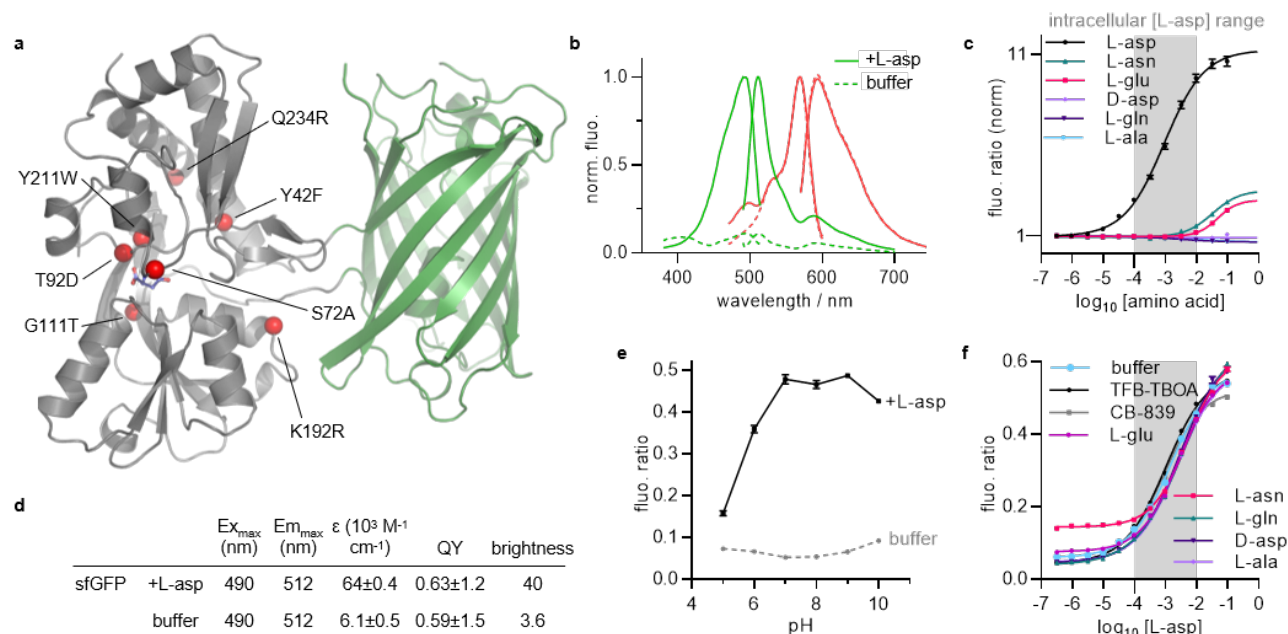 a
Q234R
Y211W
Y42F
T92D
S72A
G111T
K192R
b
+L-asp
buffer
norm. fluo.
1.0
0.5
0.0
400
500
600
700
wavelength / nm
c
intracellular [L-asp] range
L-asp
L-asn
L-glu
D-asp
L-gln
L-ala
fluo. ratio (norm)
11
1
-7 -6 -5 -4 -3 -2 -1 0
log10 [amino acid]
d
Exmax (nm) Emmax (nm) ε (10³ M⁻¹ cm⁻¹) QY brightness
sfGFP +L-asp 490 512 64±0.4 0.63±1.2 40
buffer 490 512 6.1±0.5 0.59±1.5 3.6
e
fluo. ratio
0.5
0.4
0.3
0.2
0.1
0.0
4 6 8 10
pH
+L-asp
buffer
f
buffer
TFB-TBOA
CB-839
L-glu
L-asn
L-gln
D-asp
L-ala
fluo. ratio
0.6
0.4
0.2
0.0
-7 -6 -5 -4 -3 -2 -1 0
log10 [L-asp]